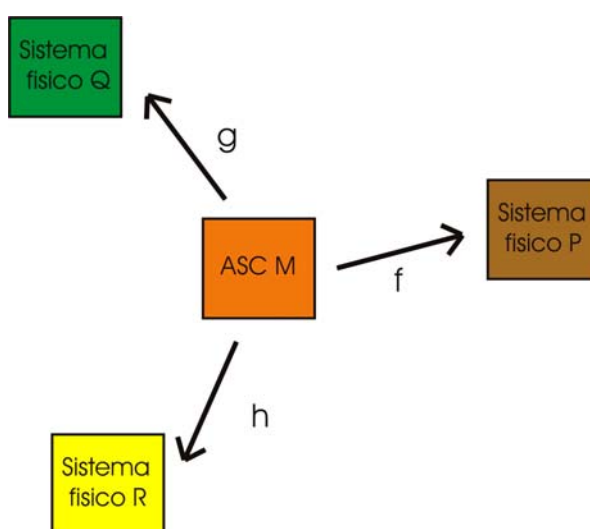 Sistema
fisico Q
g
Sistema
fisico P
ASC M
f
h
Sistema
fisico R